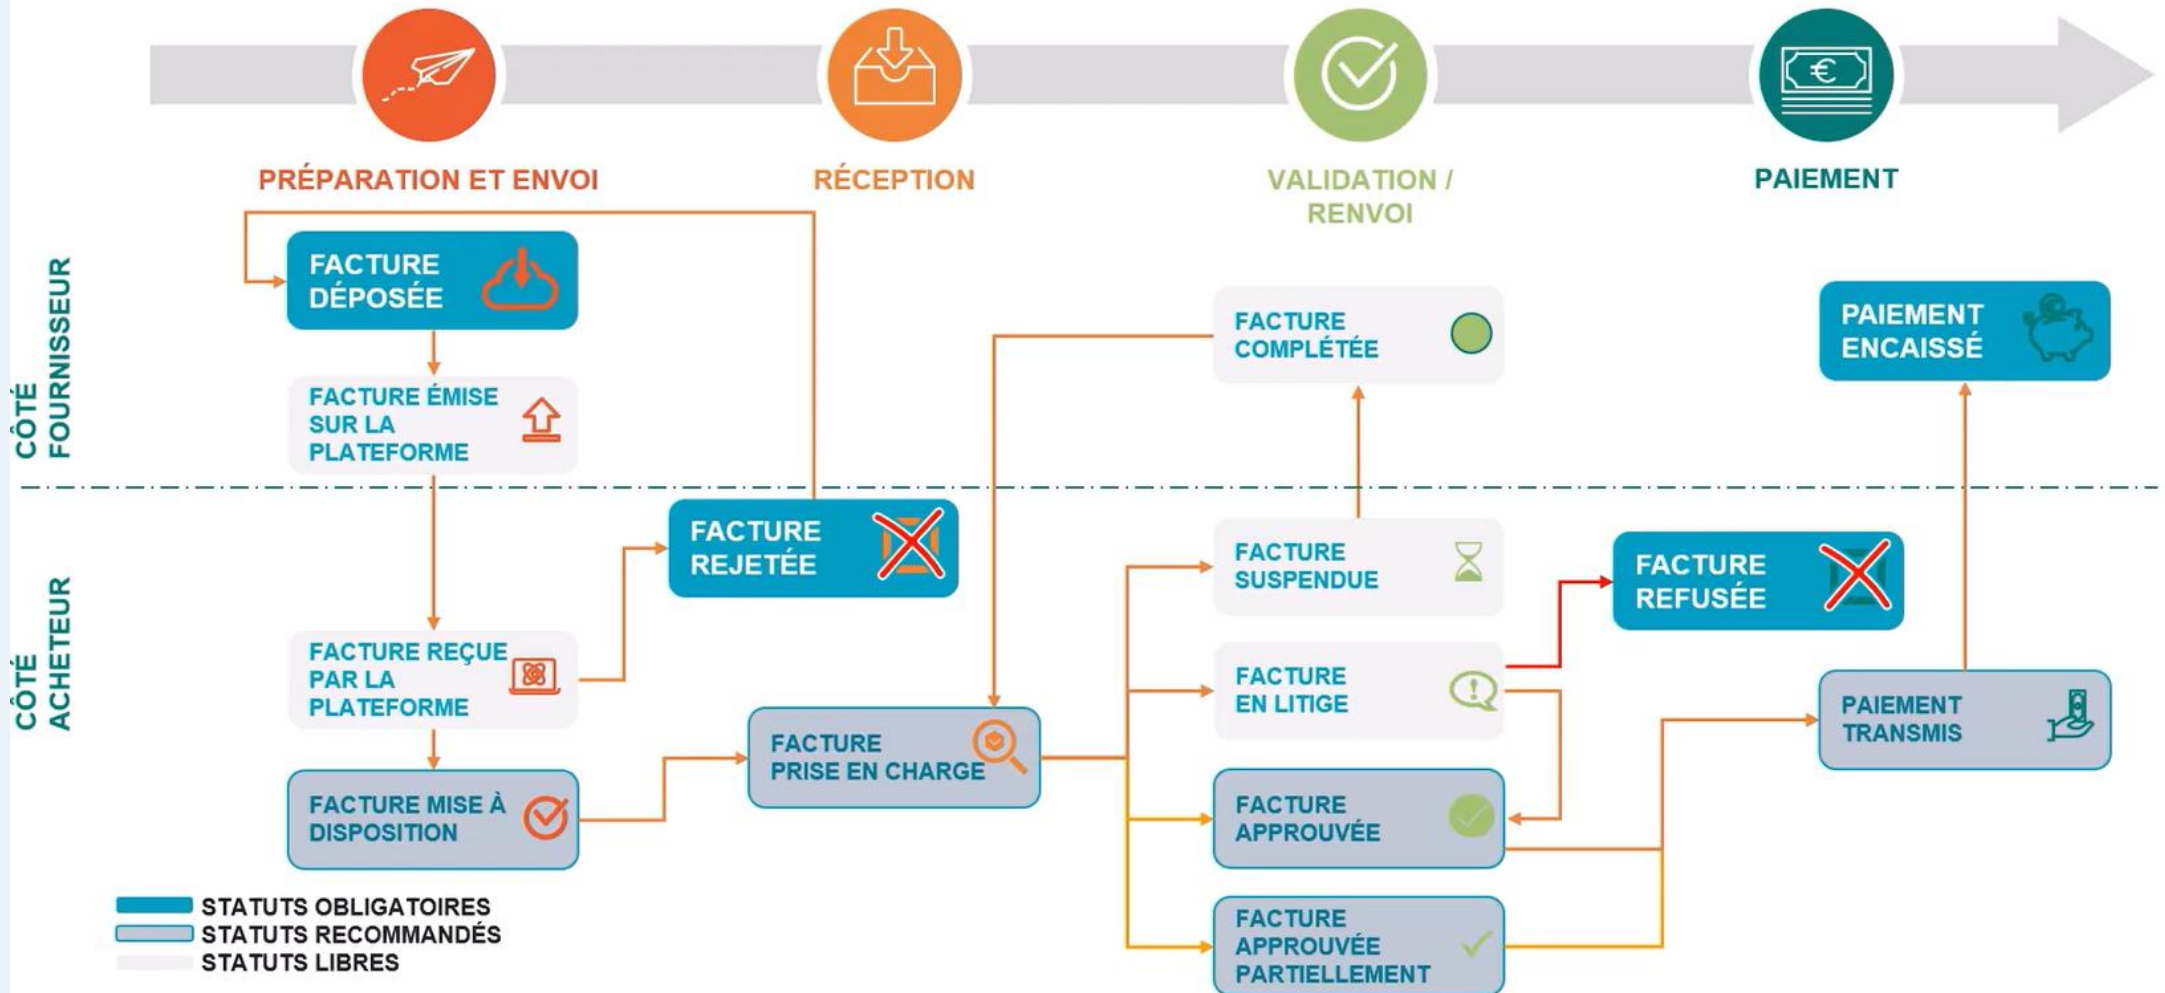 PRÉPARATION ET ENVOI
RÉCEPTION
VALIDATION /
RENVOI
PAIEMENT
CÔTÉ
FOURNISSEUR
FACTURE
DÉPOSÉE
FACTURE ÉMISE
SUR LA
PLATEFORME
FACTURE
COMPLÉTÉE
PAIEMENT
ENCAISSÉ
CÔTÉ
ACHETEUR
FACTURE
REJETÉE
FACTURE REÇUE
PAR LA
PLATEFORME
FACTURE MISE À
DISPOSITION
FACTURE
PRISE EN CHARGE
FACTURE
SUSPENDUE
FACTURE
EN LITIGE
FACTURE
APPROUVÉE
FACTURE
APPROUVÉE
PARTIELLEMENT
FACTURE
REFUSÉE
PAIEMENT
TRANSMIS
STATUTS OBLIGATOIRES
STATUTS RECOMMANDÉS
STATUTS LIBRES